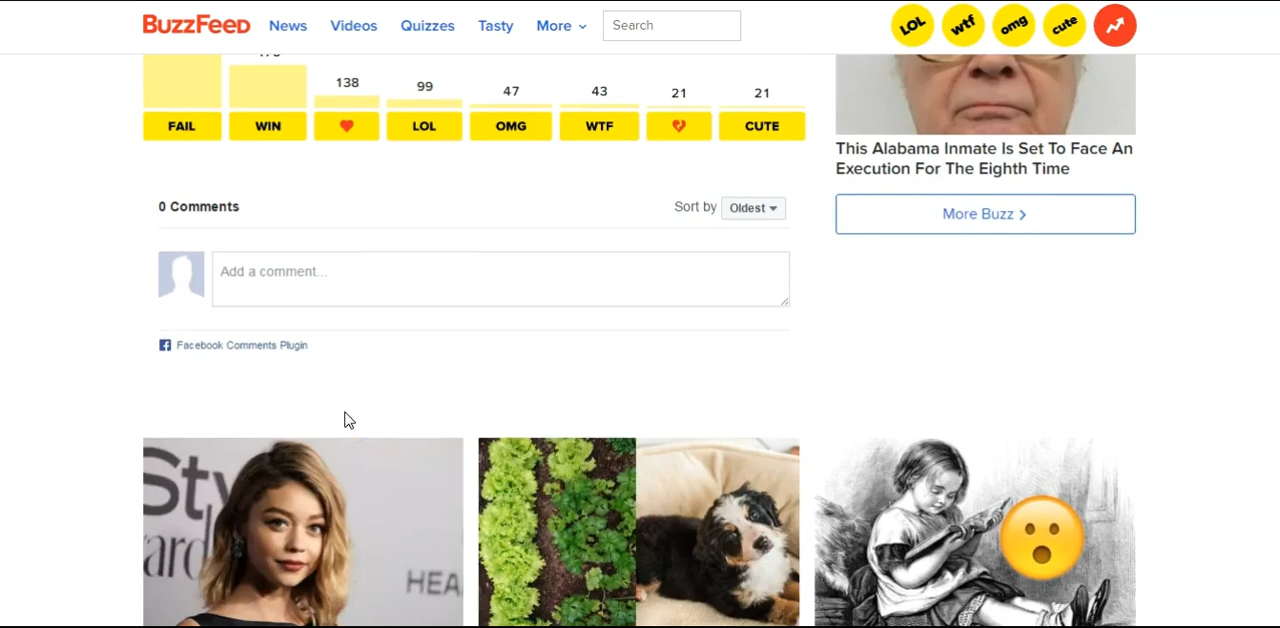 BuzzFeed News Videos Quizzes Tasty More Search LOL wtf omg cute
138 99 47 43 21 21
FAIL WIN LOL OMG WTF CUTE
This Alabama Inmate Is Set To Face An
Execution For The Eighth Time
More Buzz
0 Comments Sort by Oldest
Add a comment...
Facebook Comments Plugin
St
HEA